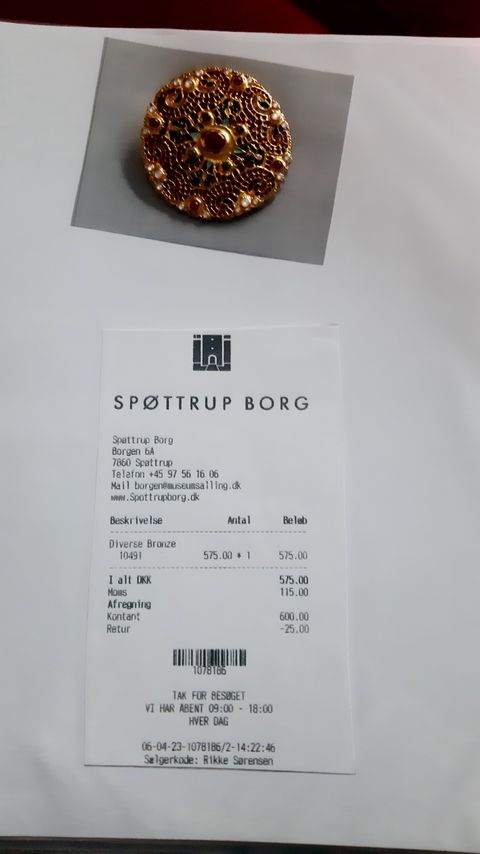 SPØTTRUP BORG
Spøttrup Borg
Borgen 6A
7860 Spøttrup
Telefon +45 97 56 16 06
Mail borgen@museumsalling.dk
www.Spottrupborg.dk
Beskrivelse Antal Beløb
Diverse Bronze
10491 575.00 * 1 575.00
I alt DKK 575.00
Moms 115.00
Afregning
Kontant 600.00
Retur -25.00
1078186
TAK FOR BESØGET
VI HAR ÅBENT 09:00 - 18:00
HVER DAG
06-04-23-1078186/2-14:22:46
Sælgerkode: Rikke Sørensen